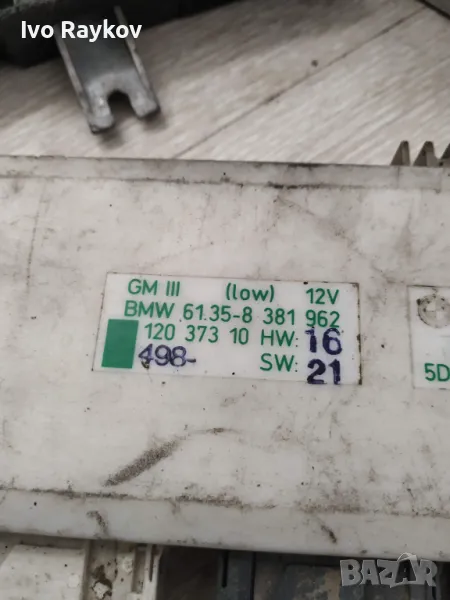 Ivo Raykov
GM III (low) 12V
BMW 61.35-8 381 962
120 373 10 HW: 16
498- SW: 21
5D
BAZAR